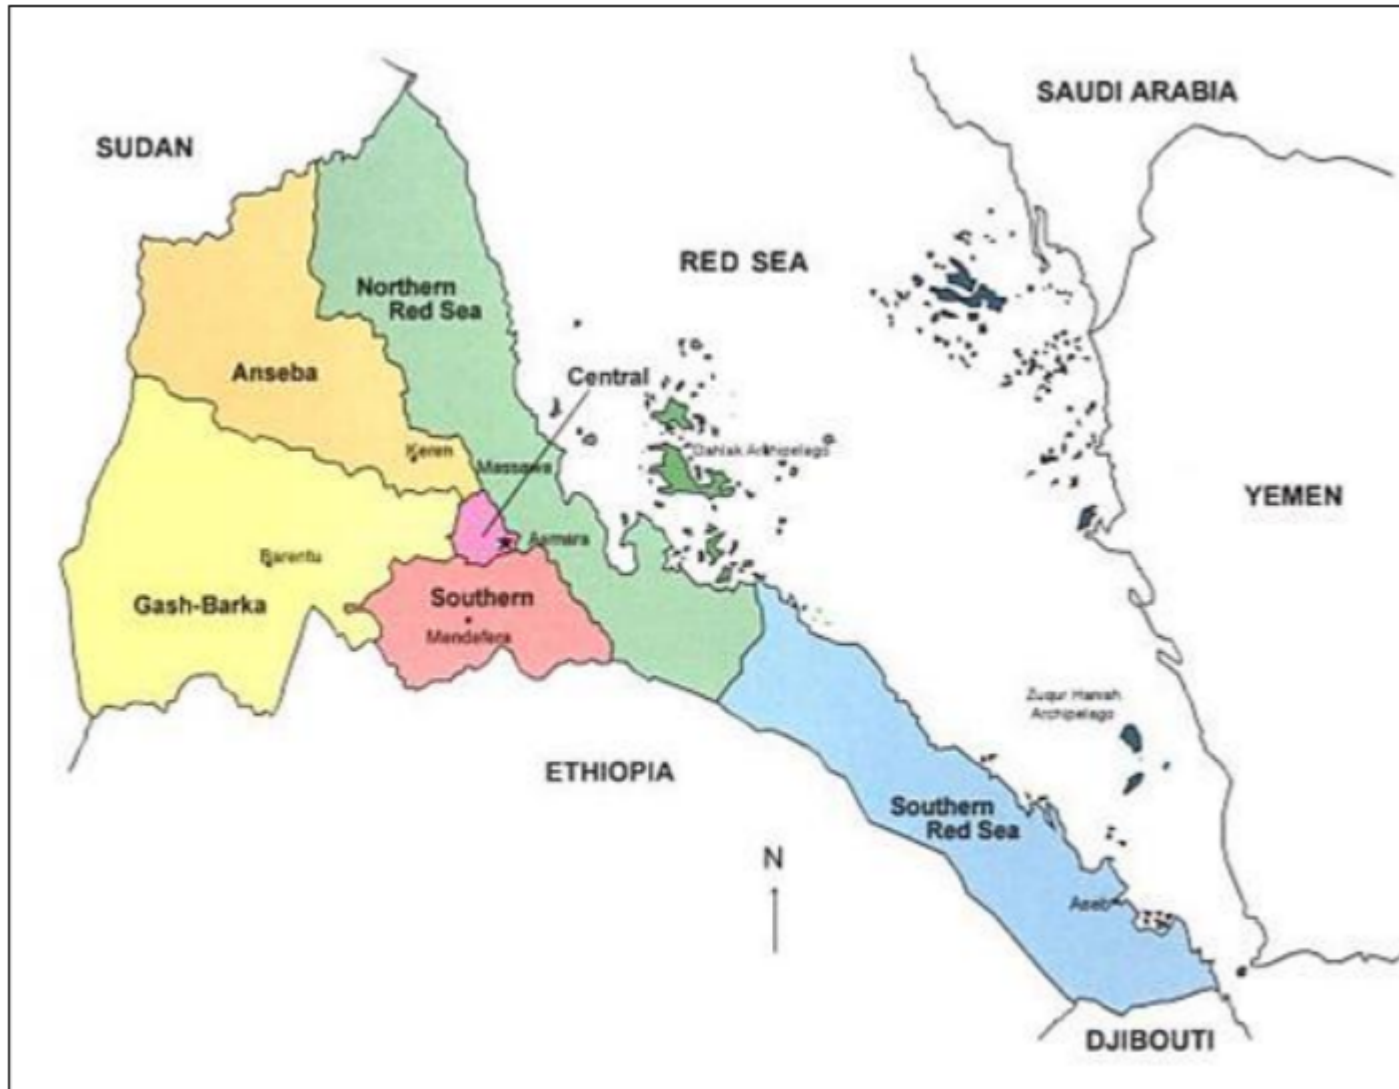 SAUDI ARABIA
SUDAN
RED SEA
Northern
Red Sea
Anseba
Central
Keren
Dahlak Archipelago
Massawa
YEMEN
Asmara
Barentu
Gash-Barka
Southern
Mendefera
Zuqur Hanish
Archipelago
ETHIOPIA
Southern
Red Sea
N
Aseb
DJIBOUTI